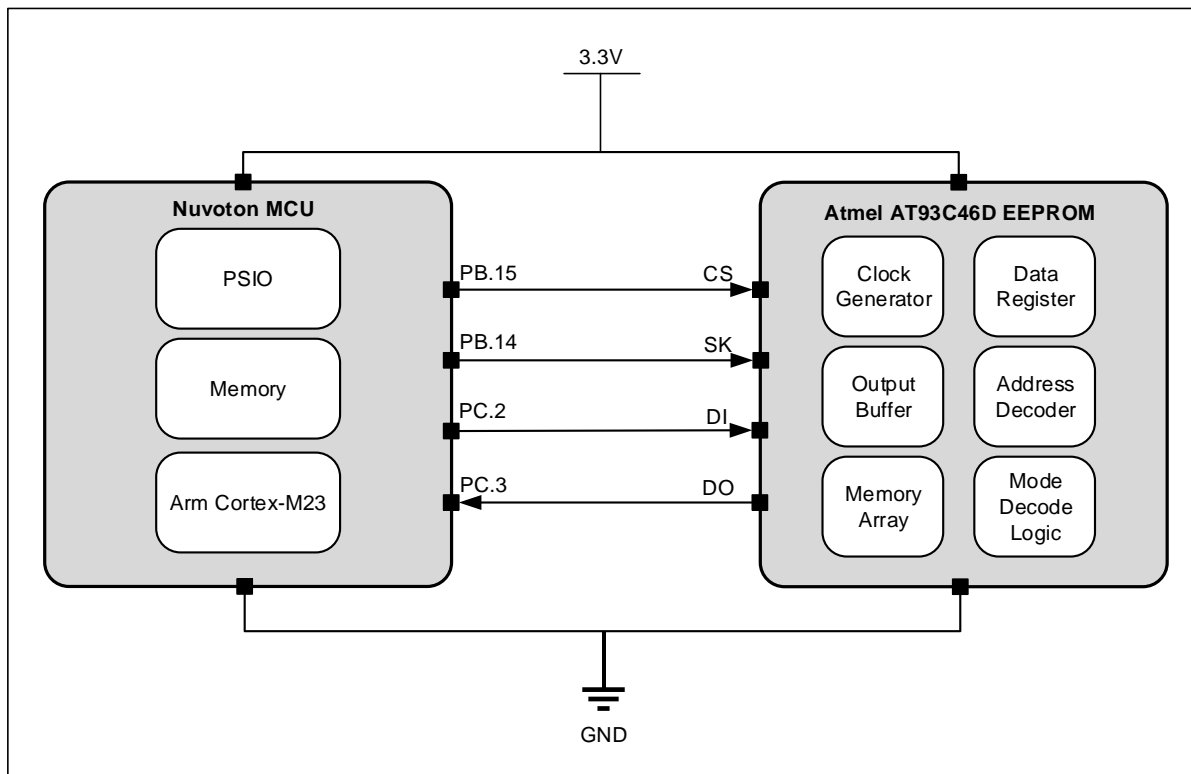 3.3V
Nuvoton MCU
PSIO
Memory
Arm Cortex-M23
PB.15
CS
PB.14
SK
PC.2
DI
PC.3
DO
Atmel AT93C46D EEPROM
Clock
Generator
Data
Register
Output
Buffer
Address
Decoder
Memory
Array
Mode
Decode
Logic
GND